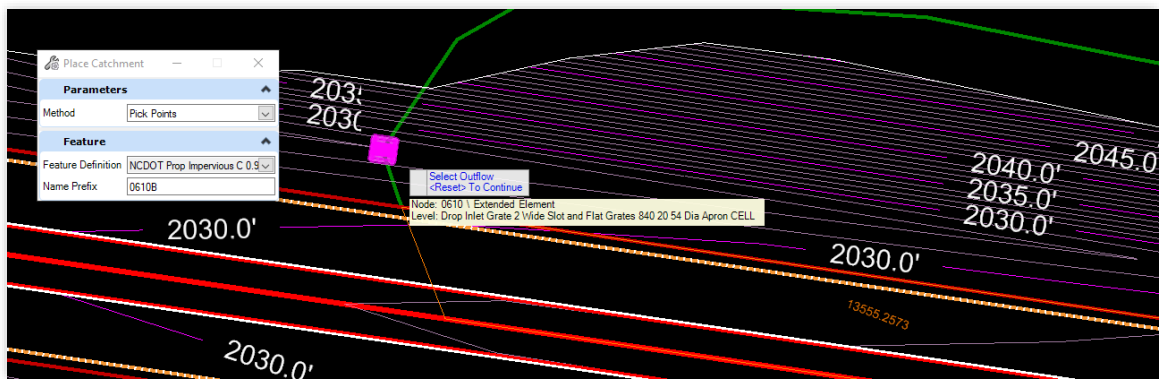 Place Catchment
Parameters
Method
Pick Points
Feature
Feature Definition
NCDOT Prop Impervious C 0.9
Name Prefix
0610B
Select Outflow
<Reset> To Continue
Node: 0610 \ Extended Element
Level: Drop Inlet Grate 2 Wide Slot and Flat Grates 840 20 54 Dia Apron CELL
2040.0'
2045.0'
2035.0'
2030.0'
2030.0'
2030.0'
13555.2573
2030.0'